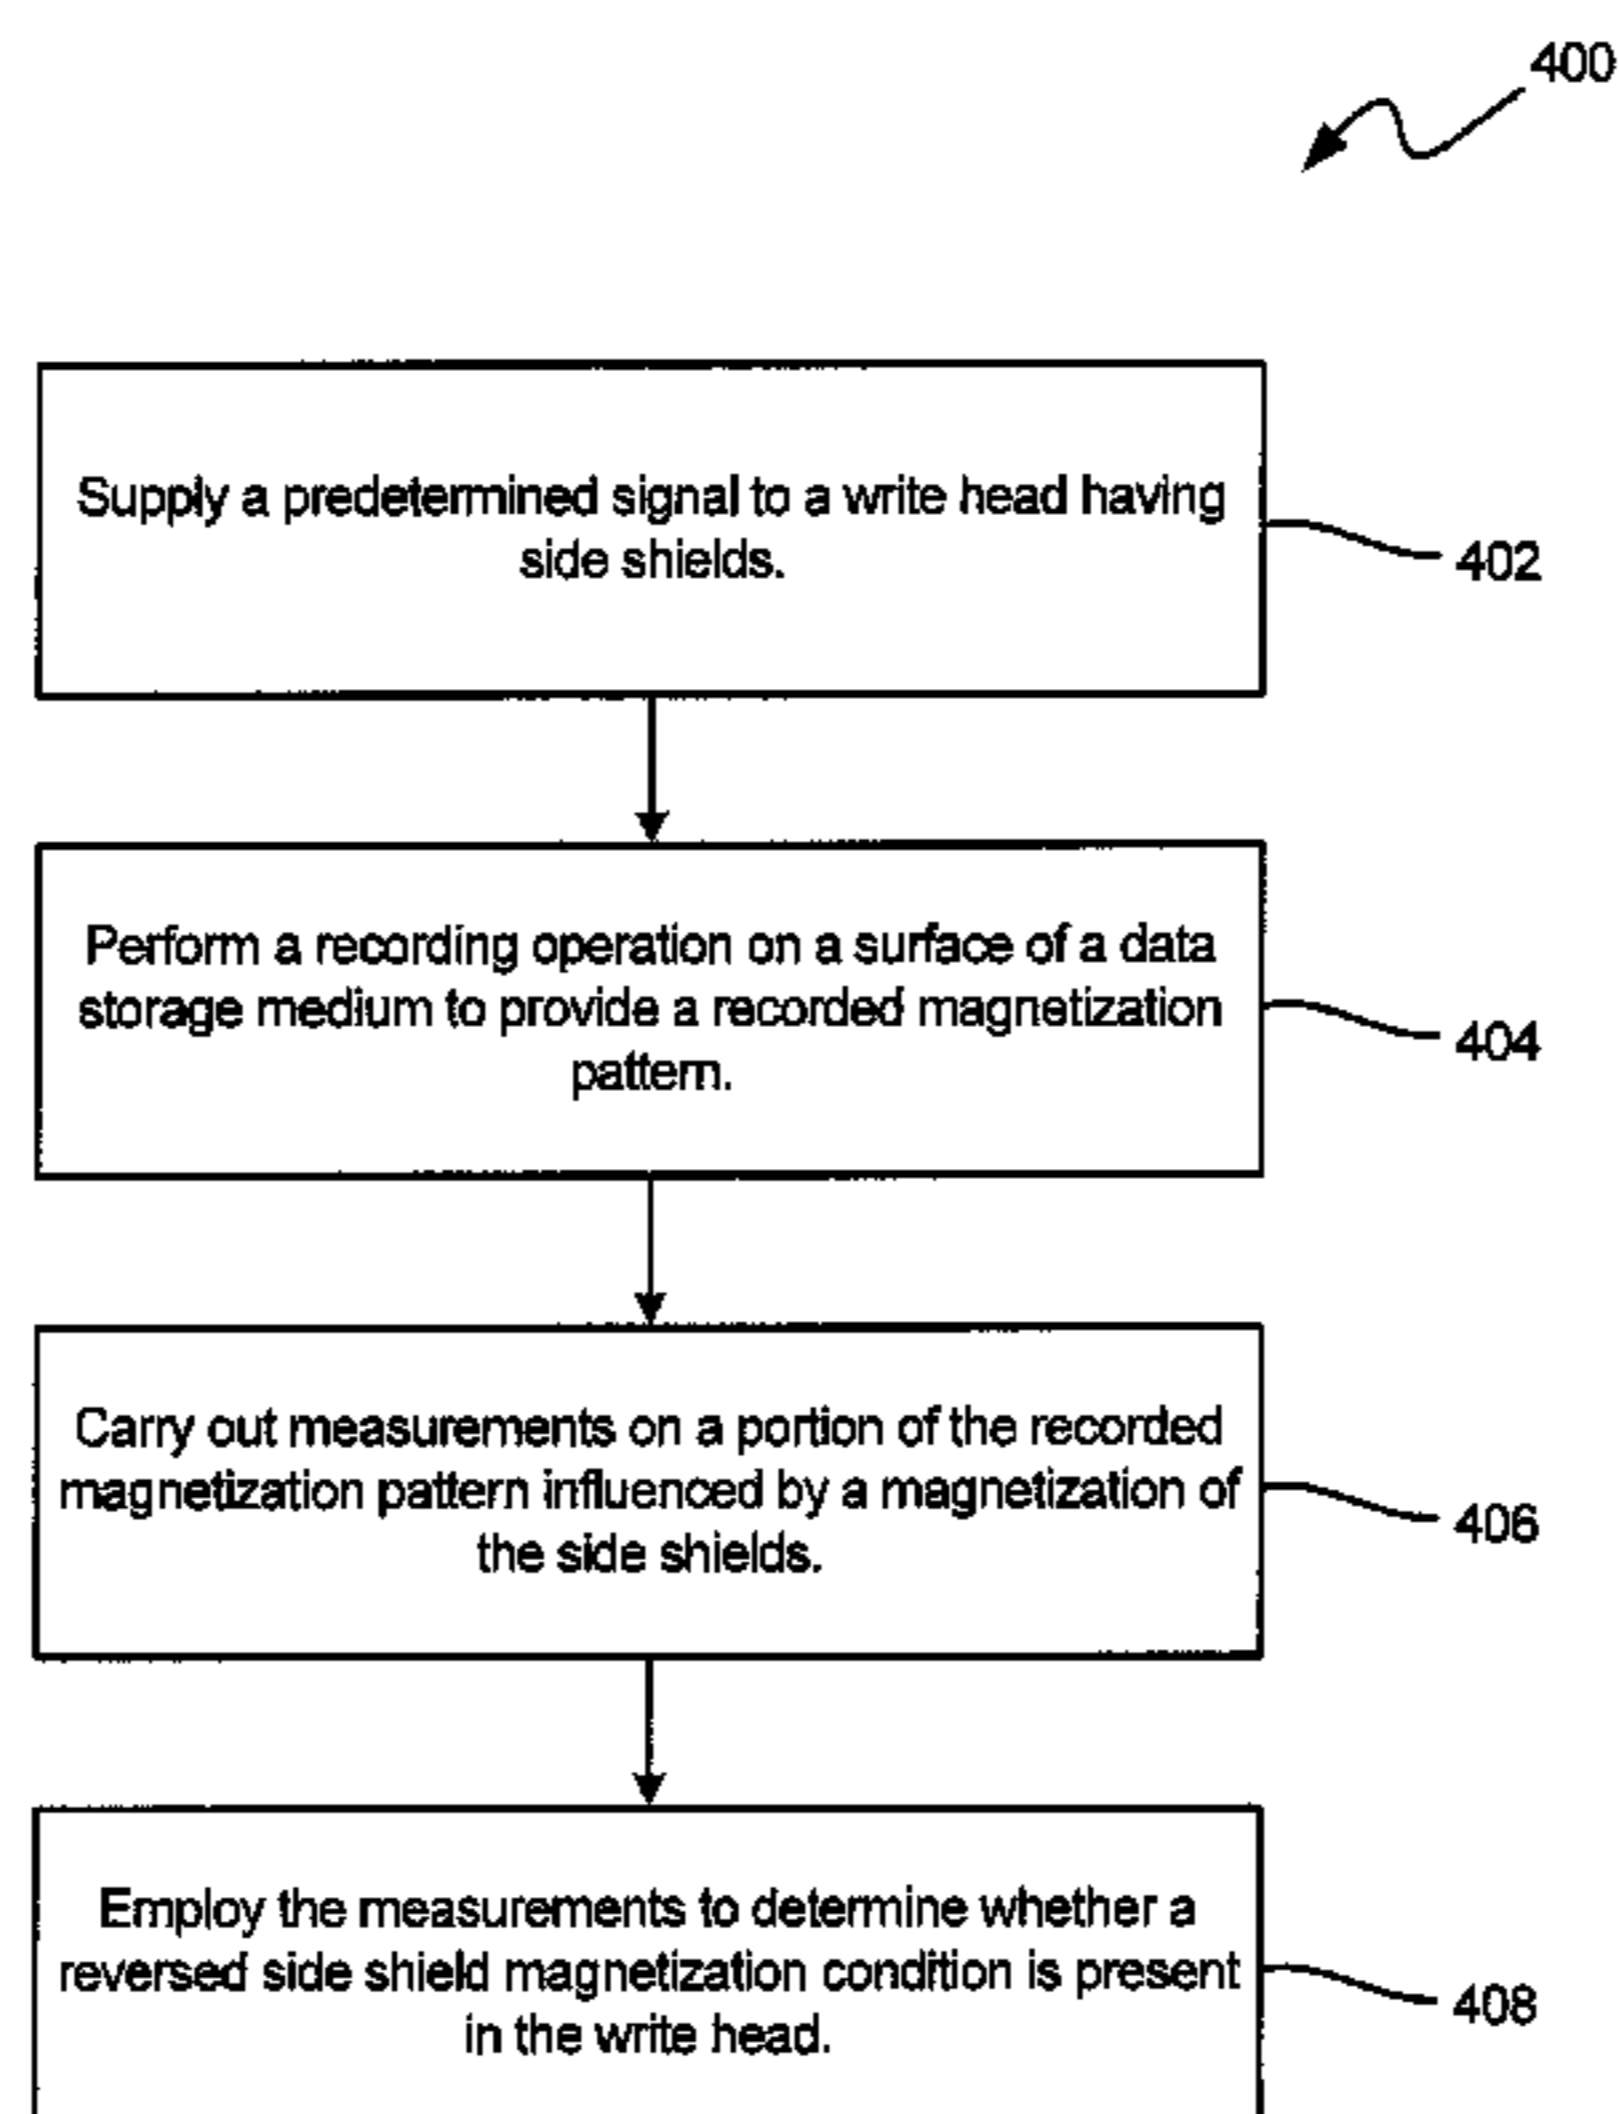 400
Supply a predetermined signal to a write head having
side shields.
402
Perform a recording operation on a surface of a data
storage medium to provide a recorded magnetization
pattern.
404
Carry out measurements on a portion of the recorded
magnetization pattern influenced by a magnetization of
the side shields.
406
Employ the measurements to determine whether a
reversed side shield magnetization condition is present
in the write head.
408